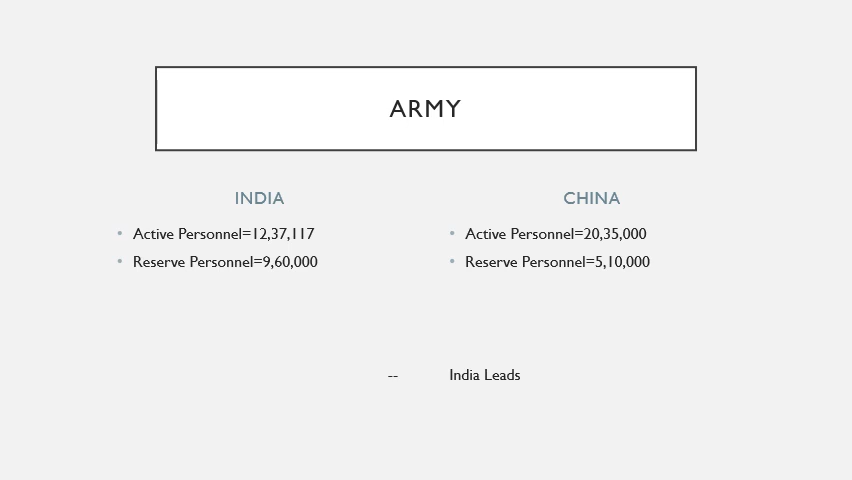 ARMY
INDIA
• Active Personnel=12,37,117
• Reserve Personnel=9,60,000
CHINA
• Active Personnel=20,35,000
• Reserve Personnel=5,10,000
-- India Leads